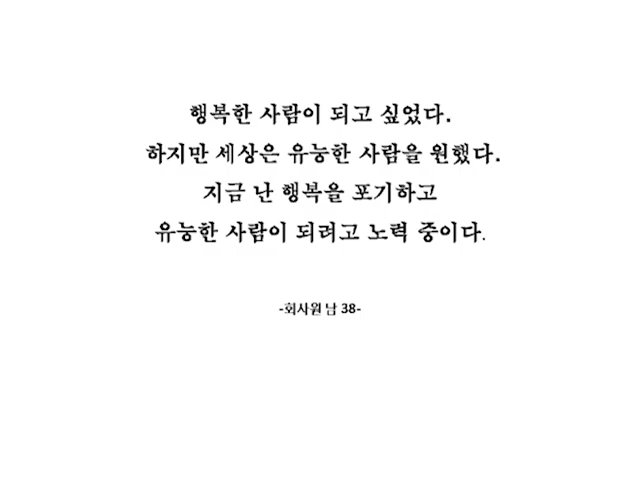 행복한 사람이 되고 싶었다.
하지만 세상은 유능한 사람을 원했다.
지금 난 행복을 포기하고
유능한 사람이 되려고 노력 중이다.
-회사원 남 38-